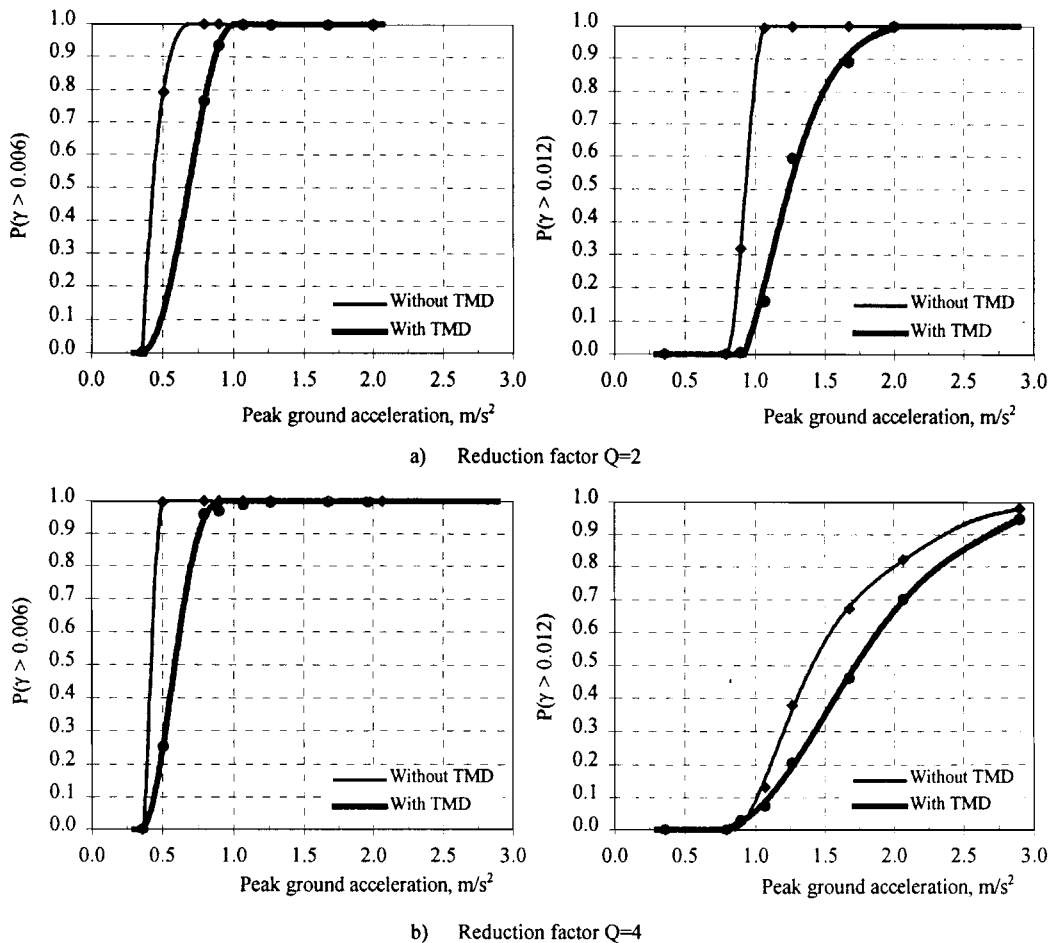 P(γ > 0.006)
1.0
0.9
0.8
0.7
0.6
0.5
0.4
0.3
0.2
0.1
0.0
Without TMD
With TMD
0.0 0.5 1.0 1.5 2.0 2.5 3.0
Peak ground acceleration, m/s²
P(γ > 0.012)
1.0
0.9
0.8
0.7
0.6
0.5
0.4
0.3
0.2
0.1
0.0
Without TMD
With TMD
0.0 0.5 1.0 1.5 2.0 2.5 3.0
Peak ground acceleration, m/s²
a) Reduction factor Q=2
P(γ > 0.006)
1.0
0.9
0.8
0.7
0.6
0.5
0.4
0.3
0.2
0.1
0.0
Without TMD
With TMD
0.0 0.5 1.0 1.5 2.0 2.5 3.0
Peak ground acceleration, m/s²
P(γ > 0.012)
1.0
0.9
0.8
0.7
0.6
0.5
0.4
0.3
0.2
0.1
0.0
Without TMD
With TMD
0.0 0.5 1.0 1.5 2.0 2.5 3.0
Peak ground acceleration, m/s²
b) Reduction factor Q=4